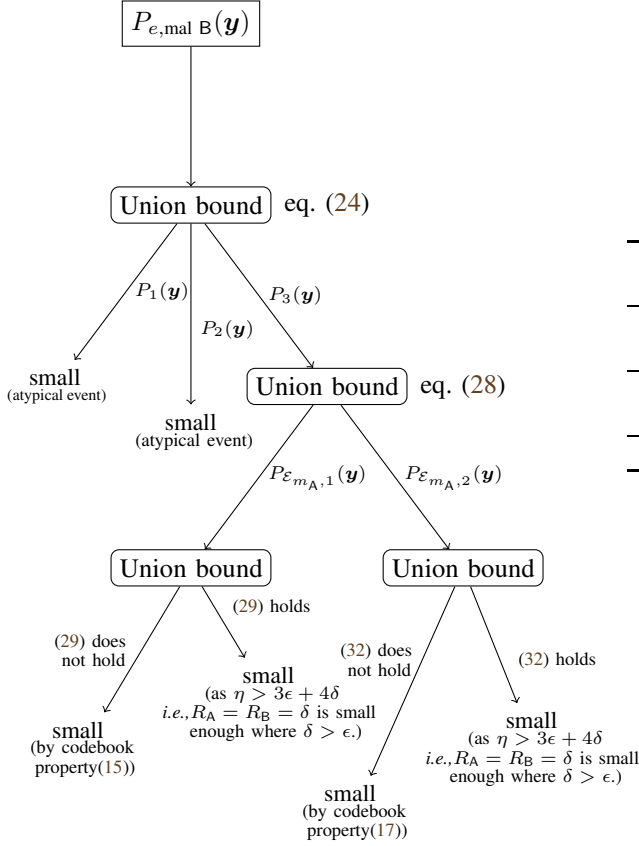 P_{e,mal B}(y)
Union bound eq. (24)
P_1(y)
P_3(y)
P_2(y)
small
(atypical event)
Union bound eq. (28)
small
(atypical event)
P_{ℰ_{m_A},1}(y)
P_{ℰ_{m_A},2}(y)
Union bound
Union bound
(29) does
not hold
(29) holds
(32) does
not hold
(32) holds
small
(as η > 3ϵ + 4δ
i.e.,R_A = R_B = δ is small
enough where δ > ϵ.)
small
(by codebook
property(15))
small
(as η > 3ϵ + 4δ
i.e.,R_A = R_B = δ is small
enough where δ > ϵ.)
small
(by codebook
property(17))